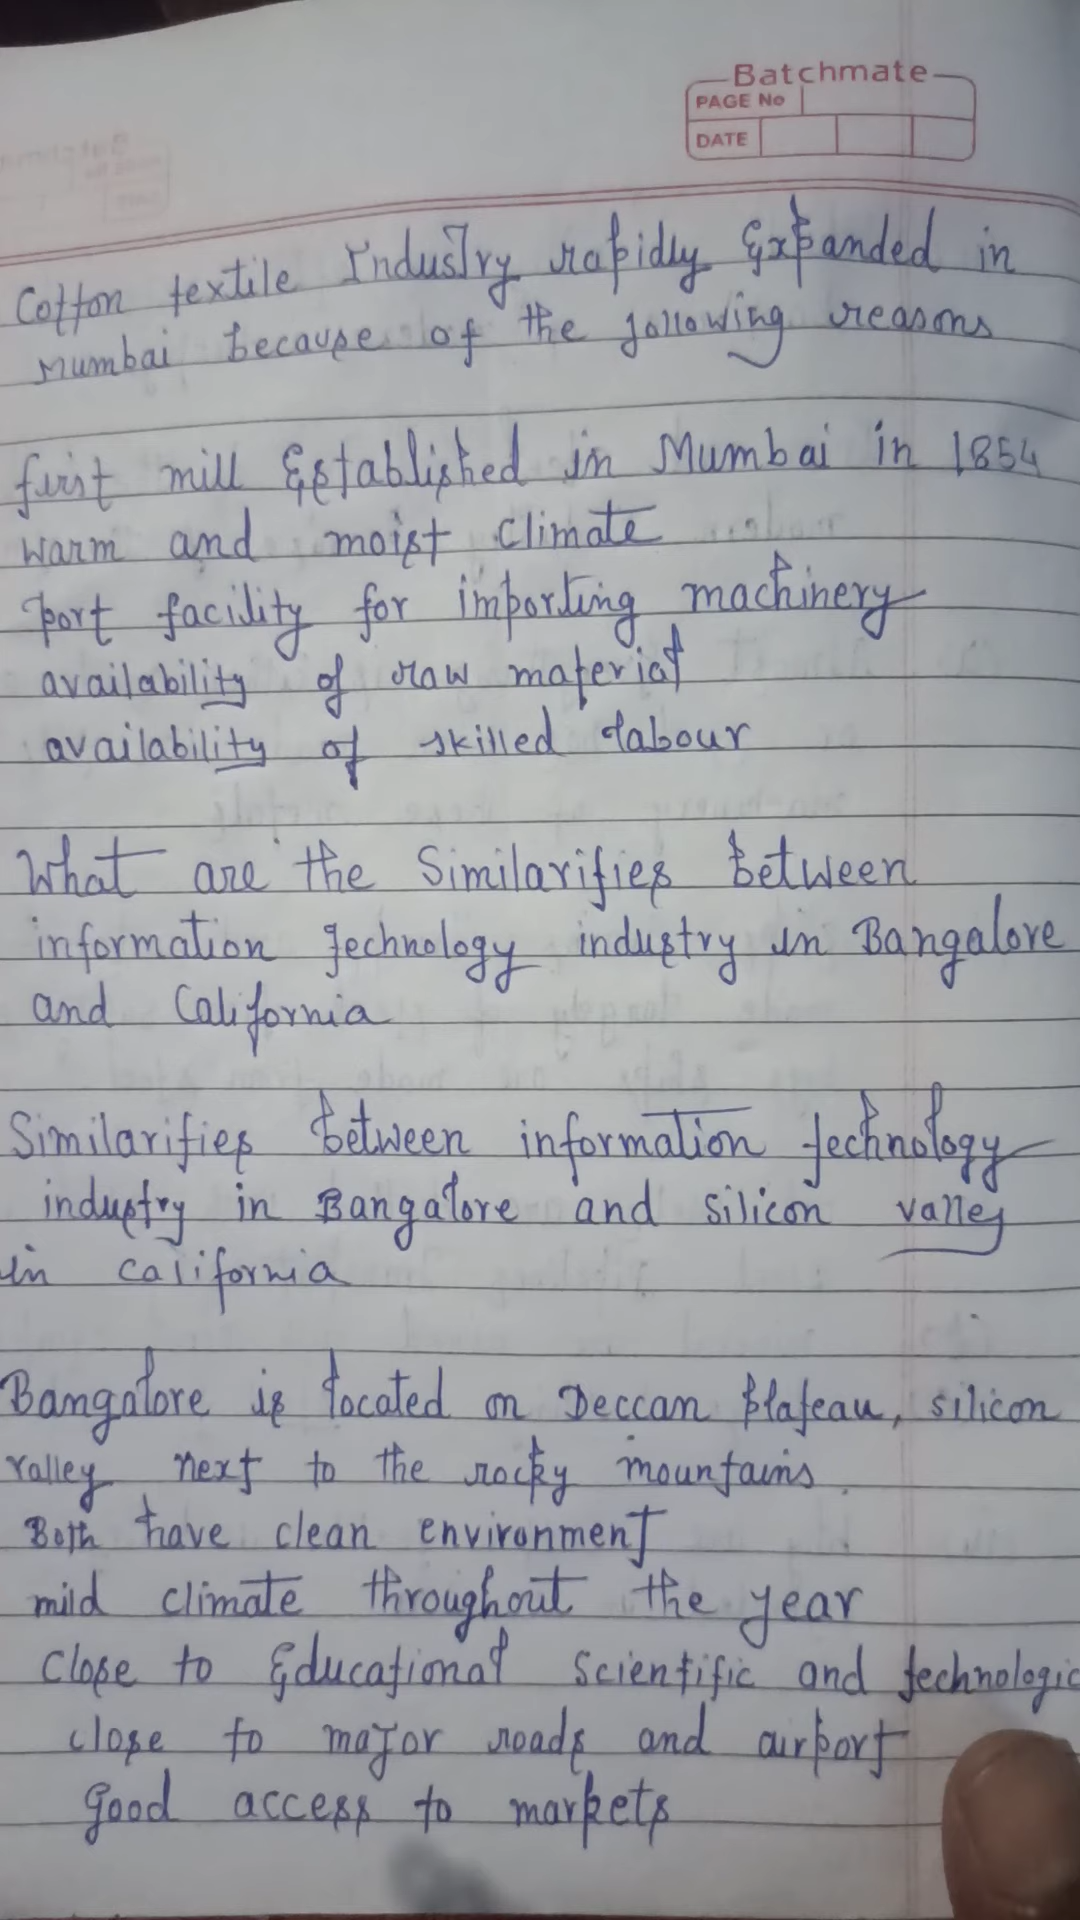 Batchmate
PAGE No
DATE
Cotton textile Industry rapidly Expanded in
Mumbai because of the following reasons
first mill Established in Mumbai in 1854
warm and moist climate
port facility for importing machinery
availability of raw material
availability of skilled labour
What are the Similarities between
information technology industry in Bangalore
and California
Similarities between information technology
industry in Bangalore and silicon valley
in california
Bangalore is located on Deccan plateau, silicon
valley next to the rocky mountains
Both have clean environment
mild climate throughout the year
close to Educational scientific and technologic
close to major roads and airport
good access to markets